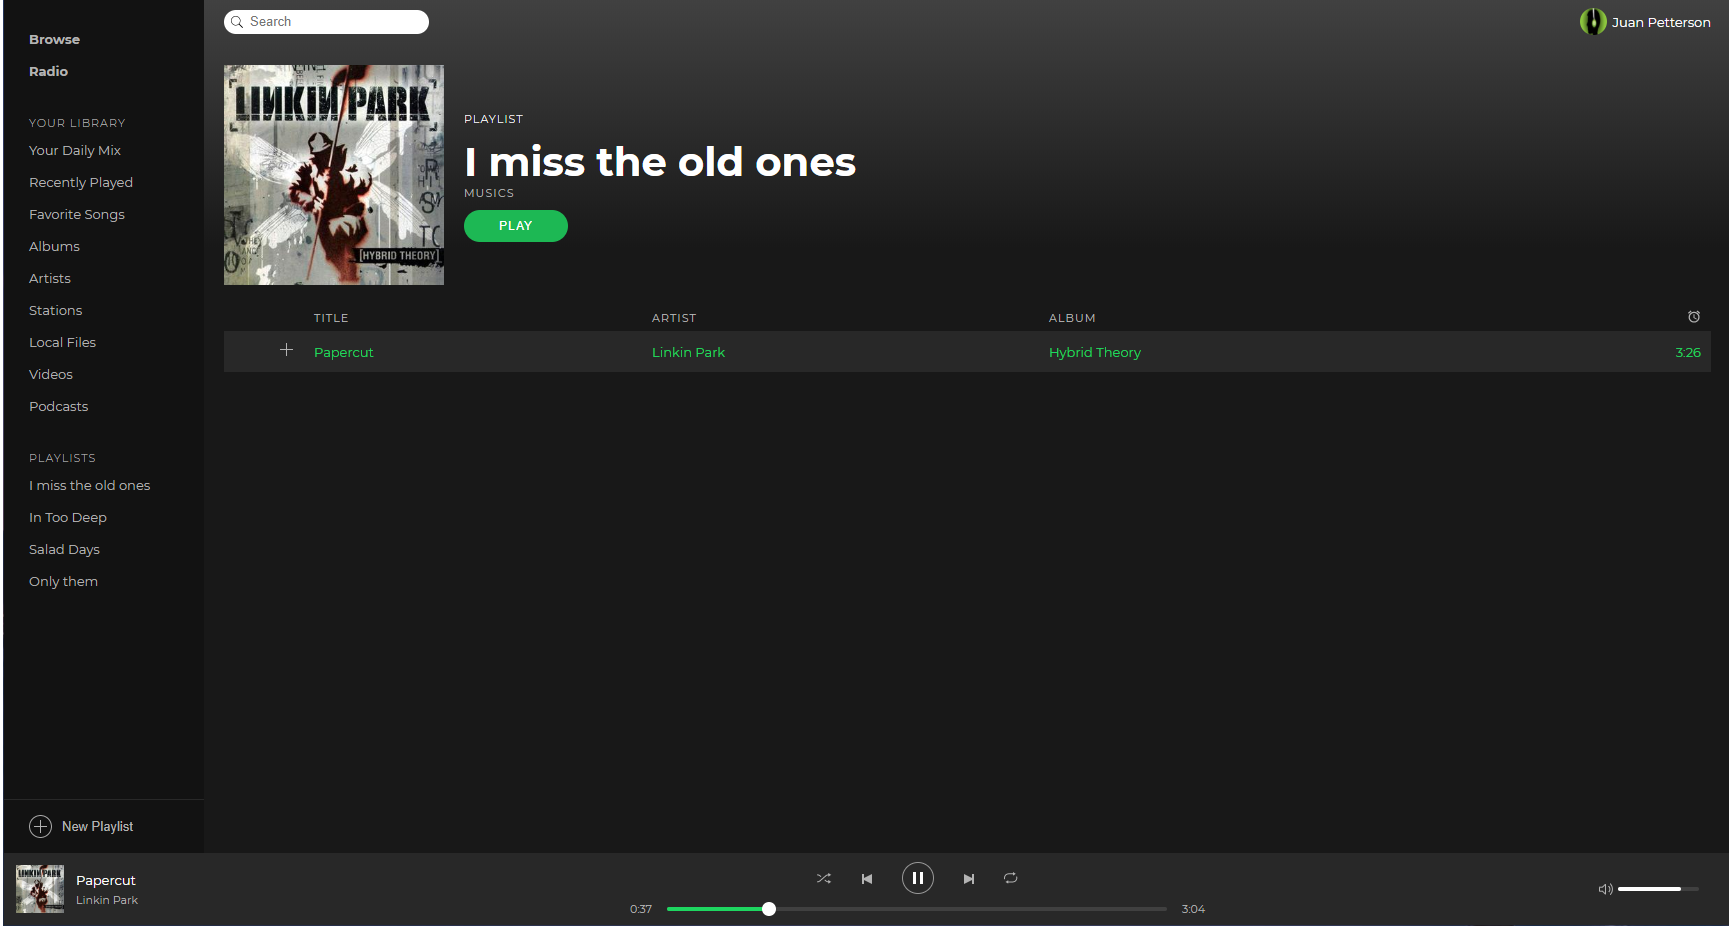 Browse
Radio
YOUR LIBRARY
Your Daily Mix
Recently Played
Favorite Songs
Albums
Artists
Stations
Local Files
Videos
Podcasts
PLAYLISTS
I miss the old ones
In Too Deep
Salad Days
Only them
New Playlist
Search
Juan Petterson
LINKIN PARK
[HYBRID THEORY]
PLAYLIST
I miss the old ones
MUSICS
PLAY
TITLE ARTIST ALBUM
Papercut Linkin Park Hybrid Theory 3:26
LINKIN PARK
Papercut
Linkin Park
0:37 3:04